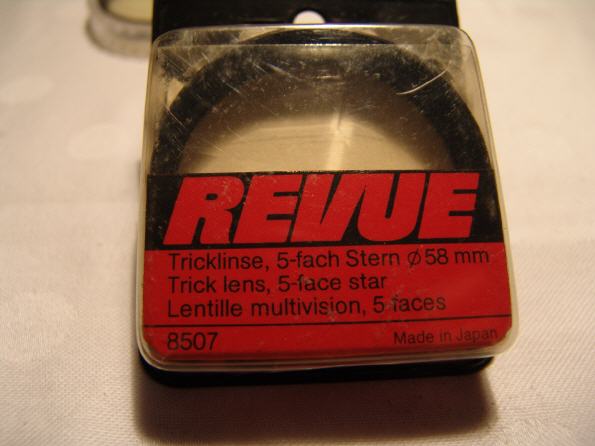 REVUE
Tricklinse, 5-fach Stern ⌀ 58 mm
Trick lens, 5-face star
Lentille multivision, 5 faces
8507
Made in Japan